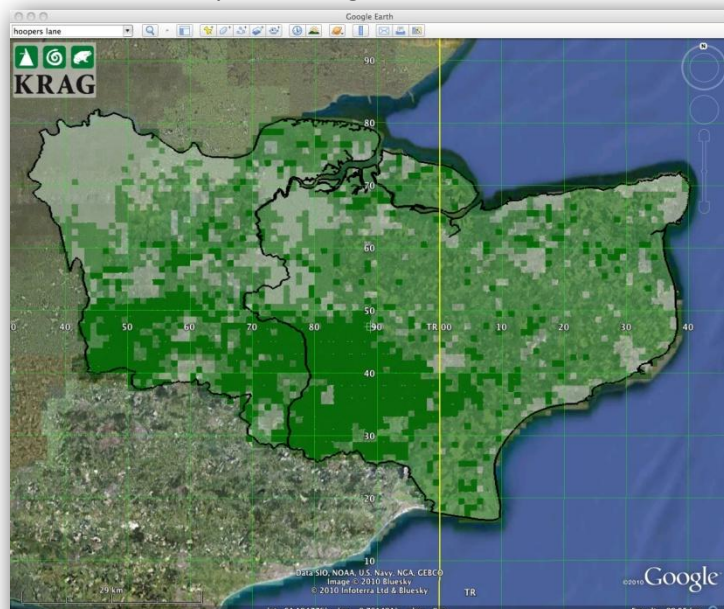 Google Earth
hoopers lane
KRAG
90
80
70
60
50
0 40 50 60 70 80 90 TR 00 10 20 30 40
40
30
20
10
Data SIO, NOAA, U.S. Navy, NGA, GEBCO
Image © 2010 Bluesky
© 2010 Infoterra Ltd & Bluesky
TR
©2010 Google
29 km
N